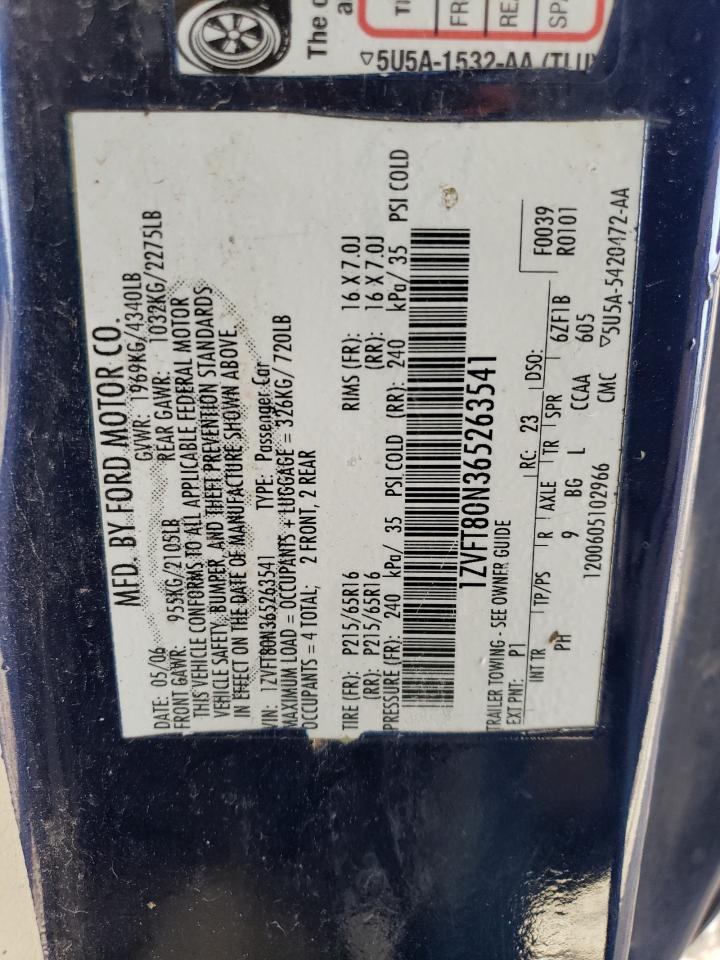 The o
a
TI
FR
RE
SP
▽5U5A-1532-AA (TLU)
MFD. BY FORD MOTOR CO.
DATE: 05/06 GVWR: 1969KG/4340LB
FRONT GAWR: 955KG/2105LB REAR GAWR: 1032KG/2275LB
THIS VEHICLE CONFORMS TO ALL APPLICABLE FEDERAL MOTOR
VEHICLE SAFETY, BUMPER, AND THEFT PREVENTION STANDARDS
IN EFFECT ON THE DATE OF MANUFACTURE SHOWN ABOVE.
VIN: 1ZVFT80N365263541 TYPE: Passenger Car
MAXIMUM LOAD = OCCUPANTS + LUGGAGE = 326KG/ 720LB
OCCUPANTS = 4 TOTAL; 2 FRONT, 2 REAR
TIRE (FR): P215/65R16 RIMS (FR): 16 X 7.0J
(RR): P215/65R16 (RR): 16 X 7.0J
PRESSURE (FR): 240 kPa/ 35 PSI COLD (RR): 240 kPa/ 35 PSI COLD
1ZVFT80N365263541
TRAILER TOWING - SEE OWNER GUIDE
EXT PNT: P1 RC: 23 DSO: F0039
R0101
INT TR TP/PS R AXLE TR SPR 6ZF1B
PH 9 BG L CCAA 605
1200605102966 CMC ▽5U5A-5420472-AA